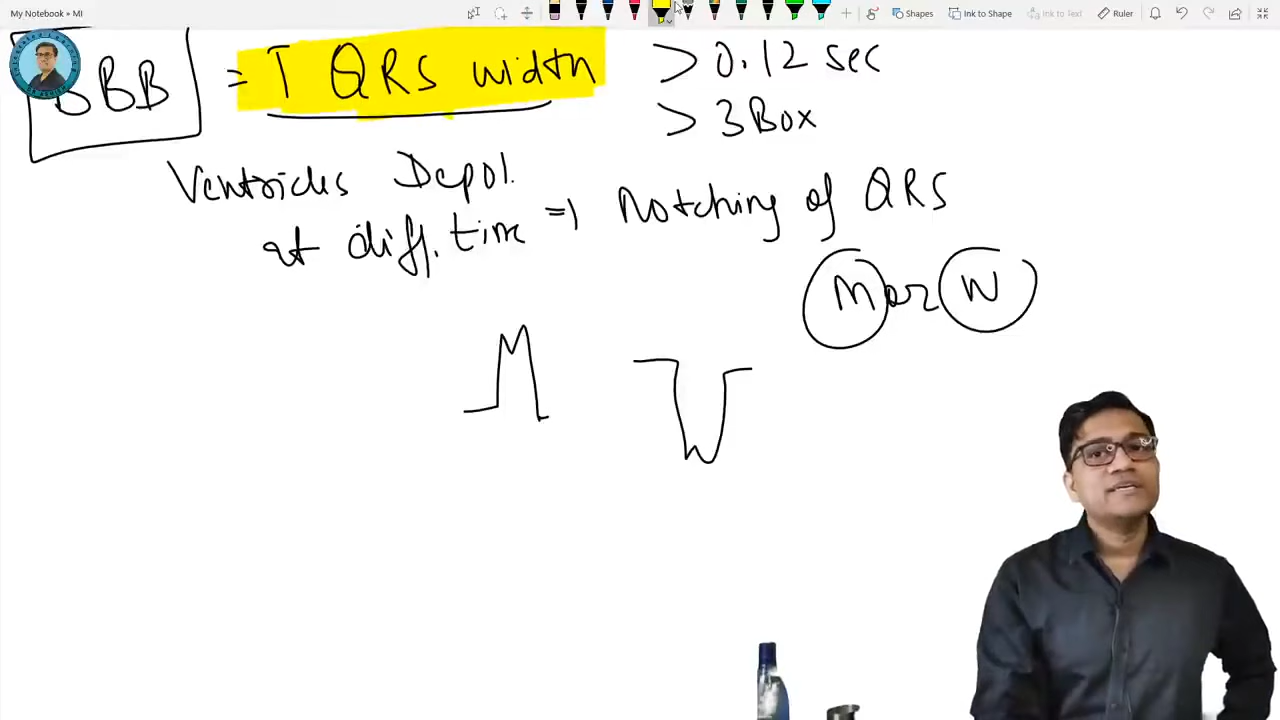 My Notebook » MI
Shapes
Ink to Shape
Ink to Text
Ruler
BBB = ↑ QRS width > 0.12 sec
> 3 Box
Ventricles Depol.
at diff. time ⇒ Notching of QRS
M or W